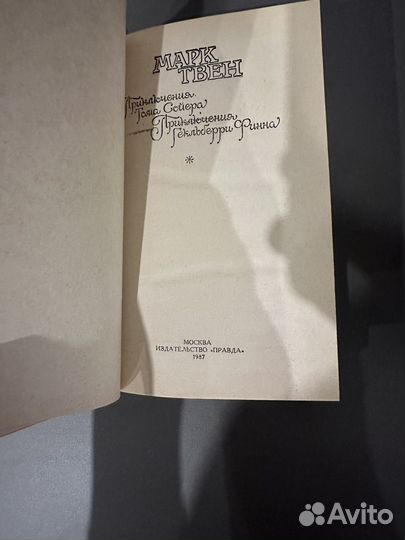 МАРК
ТВЕН
Приключения
Тома Сойера
Приключения
Гекльберри Финна
*
МОСКВА
ИЗДАТЕЛЬСТВО «ПРАВДА»
1987
Avito